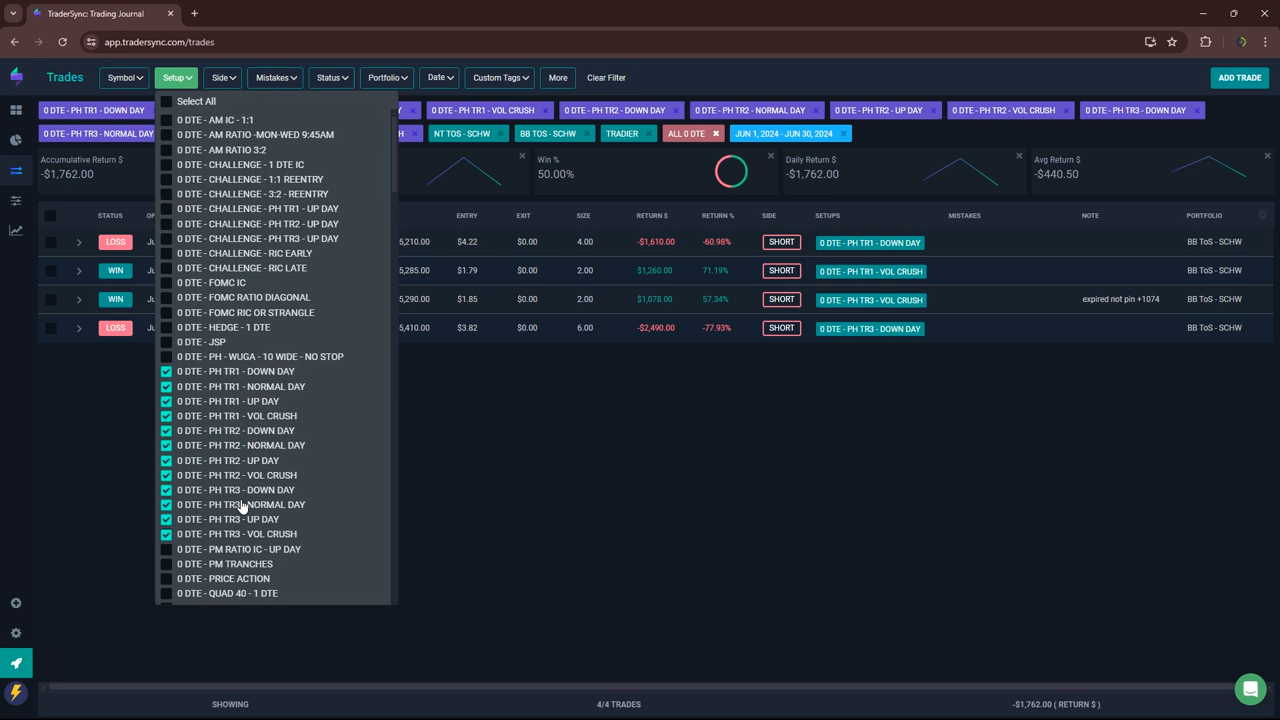 TraderSync: Trading Journal
app.tradersync.com/trades
Trades Symbol Setup Side Mistakes Status Portfolio Date Custom Tags More Clear Filter ADD TRADE
0 DTE - PH TR1 - DOWN DAY 0 DTE - PH TR1 - VOL CRUSH 0 DTE - PH TR2 - DOWN DAY 0 DTE - PH TR2 - NORMAL DAY 0 DTE - PH TR2 - UP DAY 0 DTE - PH TR2 - VOL CRUSH 0 DTE - PH TR3 - DOWN DAY
0 DTE - PH TR3 - NORMAL DAY NT TOS - SCHW BB TOS - SCHW TRADIER ALL 0 DTE JUN 1, 2024 - JUN 30, 2024
Accumulative Return $ Win % Daily Return $ Avg Return $
-$1,762.00 50.00% -$1,762.00 -$440.50
STATUS ENTRY EXIT SIZE RETURN $ RETURN % SIDE SETUPS MISTAKES NOTE PORTFOLIO
LOSS 5,210.00 $4.22 $0.00 4.00 -$1,610.00 -60.98% SHORT 0 DTE - PH TR1 - DOWN DAY BB ToS - SCHW
WIN 5,285.00 $1.79 $0.00 2.00 $1,260.00 71.19% SHORT 0 DTE - PH TR1 - VOL CRUSH BB ToS - SCHW
WIN 5,290.00 $1.85 $0.00 2.00 $1,078.00 57.34% SHORT 0 DTE - PH TR3 - VOL CRUSH expired not pin +1074 BB ToS - SCHW
LOSS 5,410.00 $3.82 $0.00 6.00 -$2,490.00 -77.93% SHORT 0 DTE - PH TR3 - DOWN DAY BB ToS - SCHW
Select All
0 DTE - AM IC - 1:1
0 DTE - AM RATIO -MON-WED 9:45AM
0 DTE - AM RATIO 3:2
0 DTE - CHALLENGE - 1 DTE IC
0 DTE - CHALLENGE - 1:1 REENTRY
0 DTE - CHALLENGE - 3:2 - REENTRY
0 DTE - CHALLENGE - PH TR1 - UP DAY
0 DTE - CHALLENGE - PH TR2 - UP DAY
0 DTE - CHALLENGE - PH TR3 - UP DAY
0 DTE - CHALLENGE - RIC EARLY
0 DTE - CHALLENGE - RIC LATE
0 DTE - FOMC IC
0 DTE - FOMC RATIO DIAGONAL
0 DTE - FOMC RIC OR STRANGLE
0 DTE - HEDGE - 1 DTE
0 DTE - JSP
0 DTE - PH - WUGA - 10 WIDE - NO STOP
0 DTE - PH TR1 - DOWN DAY
0 DTE - PH TR1 - NORMAL DAY
0 DTE - PH TR1 - UP DAY
0 DTE - PH TR1 - VOL CRUSH
0 DTE - PH TR2 - DOWN DAY
0 DTE - PH TR2 - NORMAL DAY
0 DTE - PH TR2 - UP DAY
0 DTE - PH TR2 - VOL CRUSH
0 DTE - PH TR3 - DOWN DAY
0 DTE - PH TR3 - NORMAL DAY
0 DTE - PH TR3 - UP DAY
0 DTE - PH TR3 - VOL CRUSH
0 DTE - PM RATIO IC - UP DAY
0 DTE - PM TRANCHES
0 DTE - PRICE ACTION
0 DTE - QUAD 40 - 1 DTE
SHOWING 4/4 TRADES -$1,762.00 ( RETURN $ )